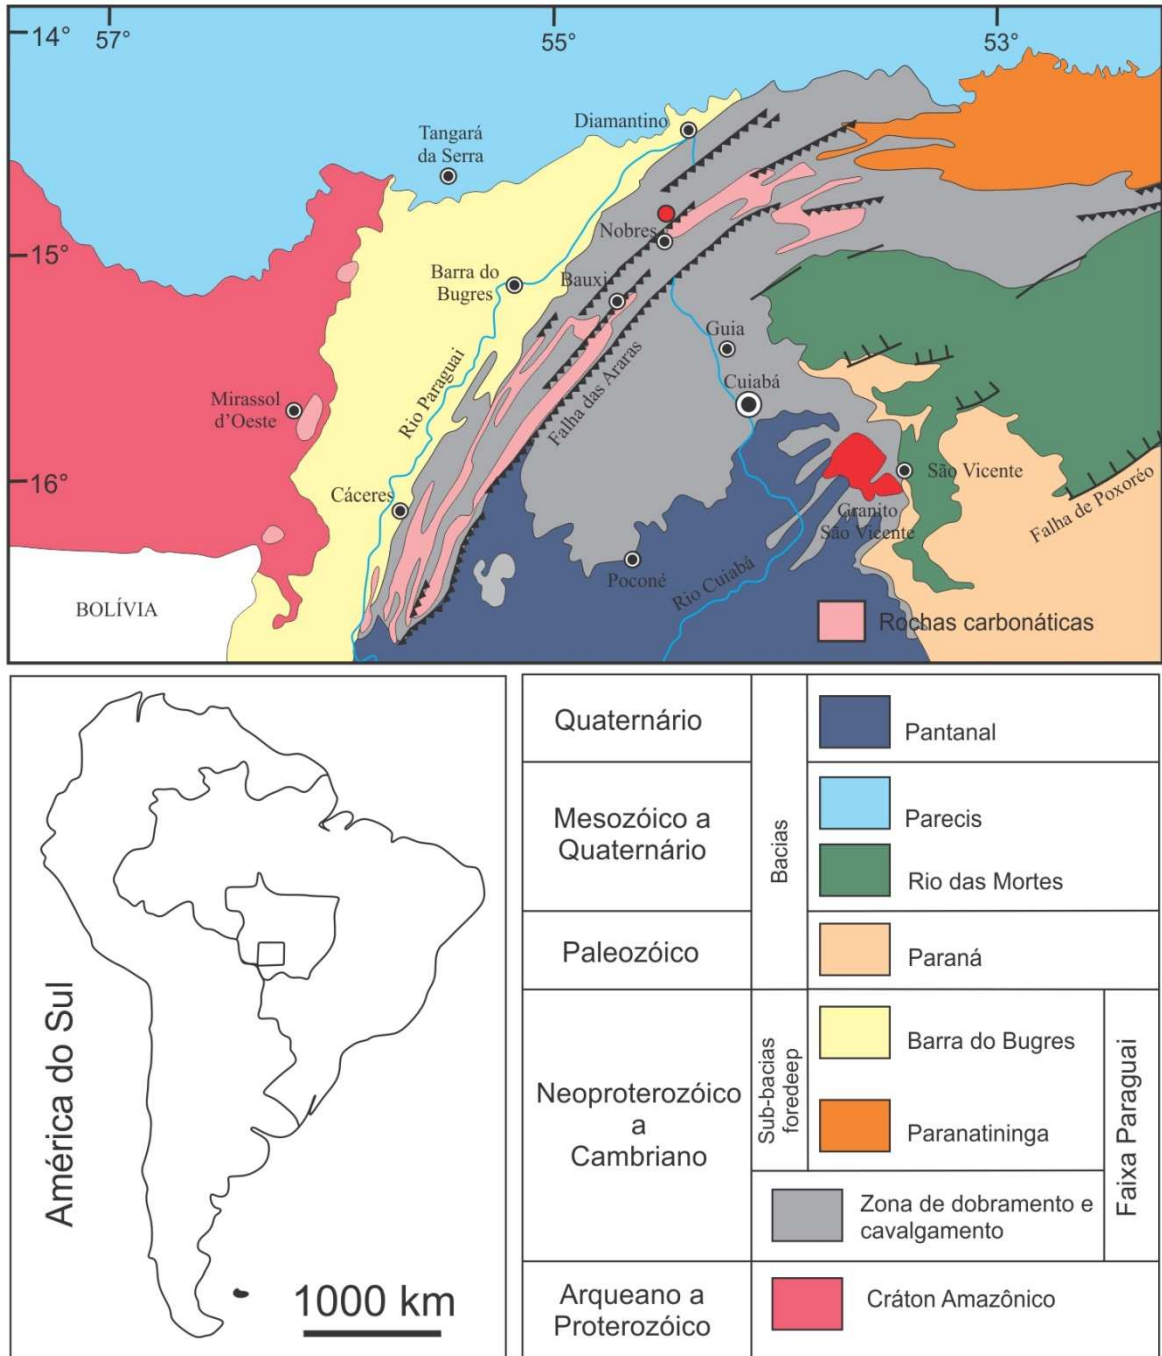 57°
55°
53°
14°
Diamantino
Tangará
da Serra
Nobres
15°
Barra do
Bugres
Bauxi
Guia
Cuiabá
Rio Paraguai
Falha das Araras
Mirassol
d'Oeste
São Vicente
16°
Cáceres
Granito
São Vicente
Falha de Poxoréo
Poconé
Rio Cuiabá
BOLÍVIA
Rochas carbonáticas
América do Sul
1000 km
Quaternário
Pantanal
Mesozóico a
Quaternário
Bacias
Parecis
Rio das Mortes
Paleozóico
Paraná
Neoproterozóico
a
Cambriano
Sub-bacias
foredeep
Barra do Bugres
Paranatininga
Faixa Paraguai
Zona de dobramento e
cavalgamento
Arqueano a
Proterozóico
Cráton Amazônico